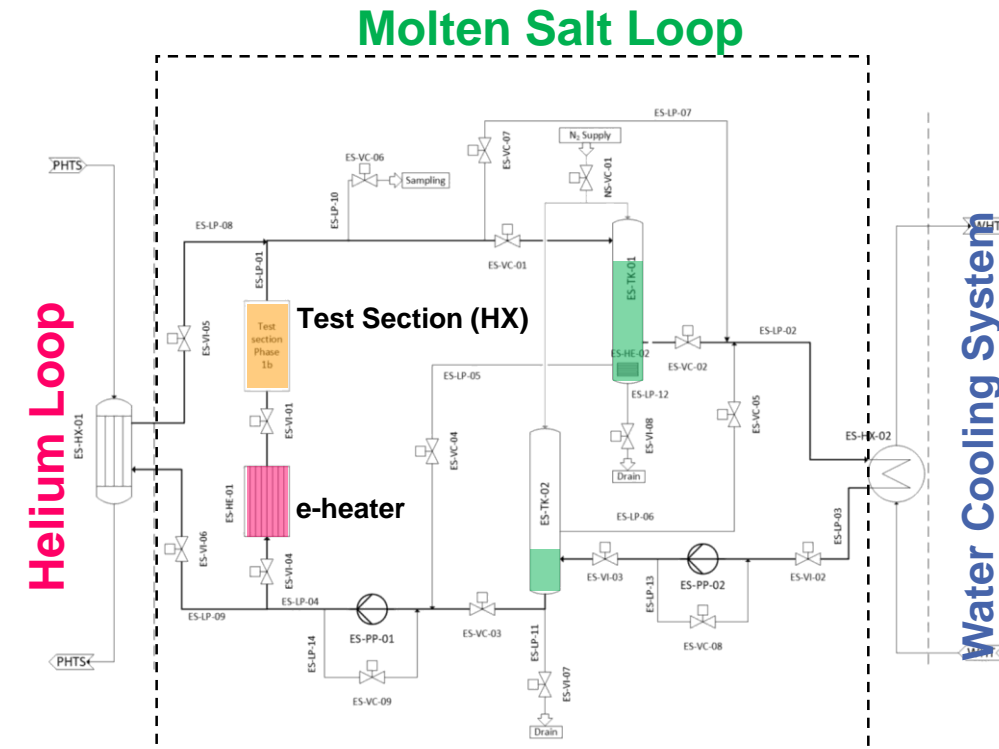 Molten Salt Loop
ES-LP-07
N₂ Supply
ES-VC-07
ES-VC-06
NS-VC-01
PHTS
Sampling
ES-LP-10
ES-LP-08
ES-LP-01
ES-VC-01
ES-TK-01
Helium Loop
Water Cooling System
Test Section (HX)
Test
section
Phase
1b
ES-VI-05
ES-LP-02
ES-HE-02
ES-VC-02
ES-LP-05
ES-LP-12
ES-VC-05
ES-HX-01
ES-VI-01
ES-VC-04
ES-VI-08
ES-HX-02
Drain
ES-HE-01
e-heater
ES-TK-02
ES-LP-06
ES-LP-03
ES-VI-06
ES-VI-04
ES-VI-03
ES-LP-13
ES-PP-02
ES-VI-02
ES-LP-09
ES-LP-04
ES-LP-14
ES-PP-01
ES-VC-03
ES-LP-11
ES-VC-08
PHTS
ES-VI-07
ES-VC-09
Drain